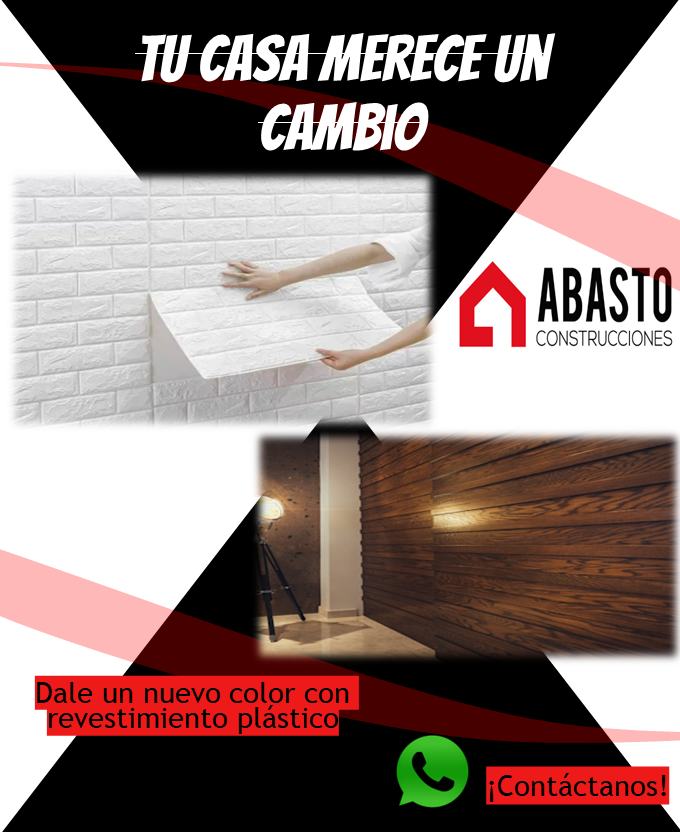 TU CASA MERECE UN
CAMBIO
ABASTO
CONSTRUCCIONES
Dale un nuevo color con
revestimiento plástico
¡Contáctanos!